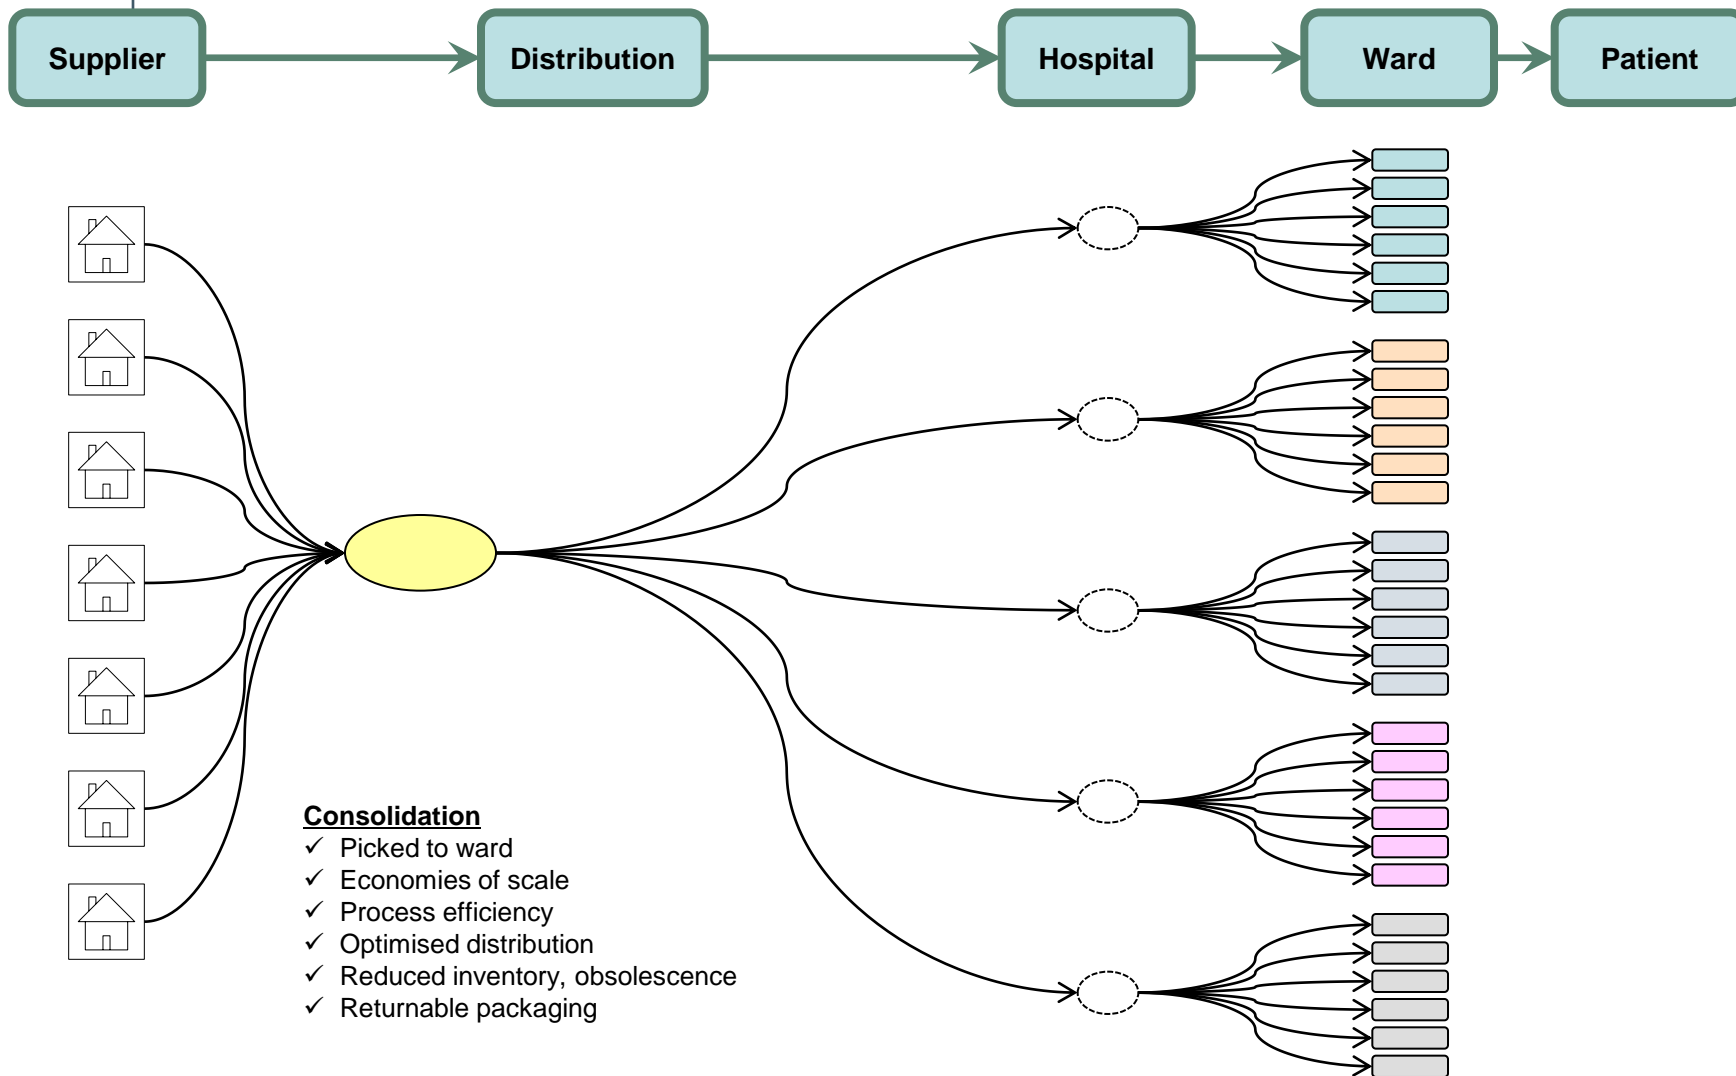 Supplier
Distribution
Hospital
Ward
Patient
Consolidation
✓ Picked to ward
✓ Economies of scale
✓ Process efficiency
✓ Optimised distribution
✓ Reduced inventory, obsolescence
✓ Returnable packaging